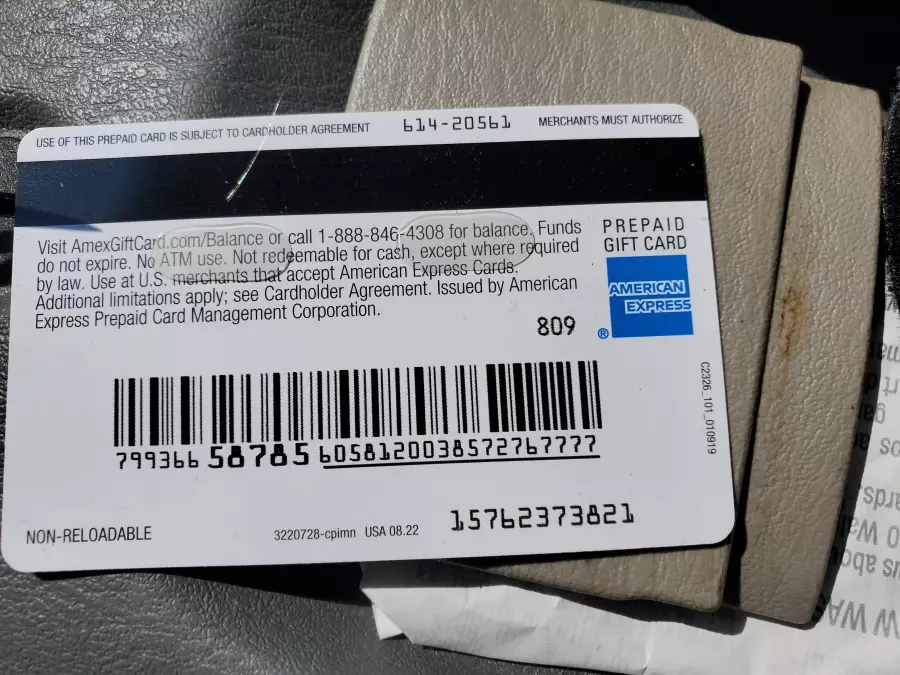 USE OF THIS PREPAID CARD IS SUBJECT TO CARDHOLDER AGREEMENT 614-20561 MERCHANTS MUST AUTHORIZE
Visit AmexGiftCard.com/Balance or call 1-888-846-4308 for balance. Funds
do not expire. No ATM use. Not redeemable for cash, except where required
by law. Use at U.S. merchants that accept American Express Cards.
Additional limitations apply; see Cardholder Agreement. Issued by American
Express Prepaid Card Management Corporation.
809
PREPAID
GIFT CARD
AMERICAN
EXPRESS
®
C2326_101_010919
799366 58785 6058120038572767777
15762373821
NON-RELOADABLE 3220728-cpimn USA 08.22